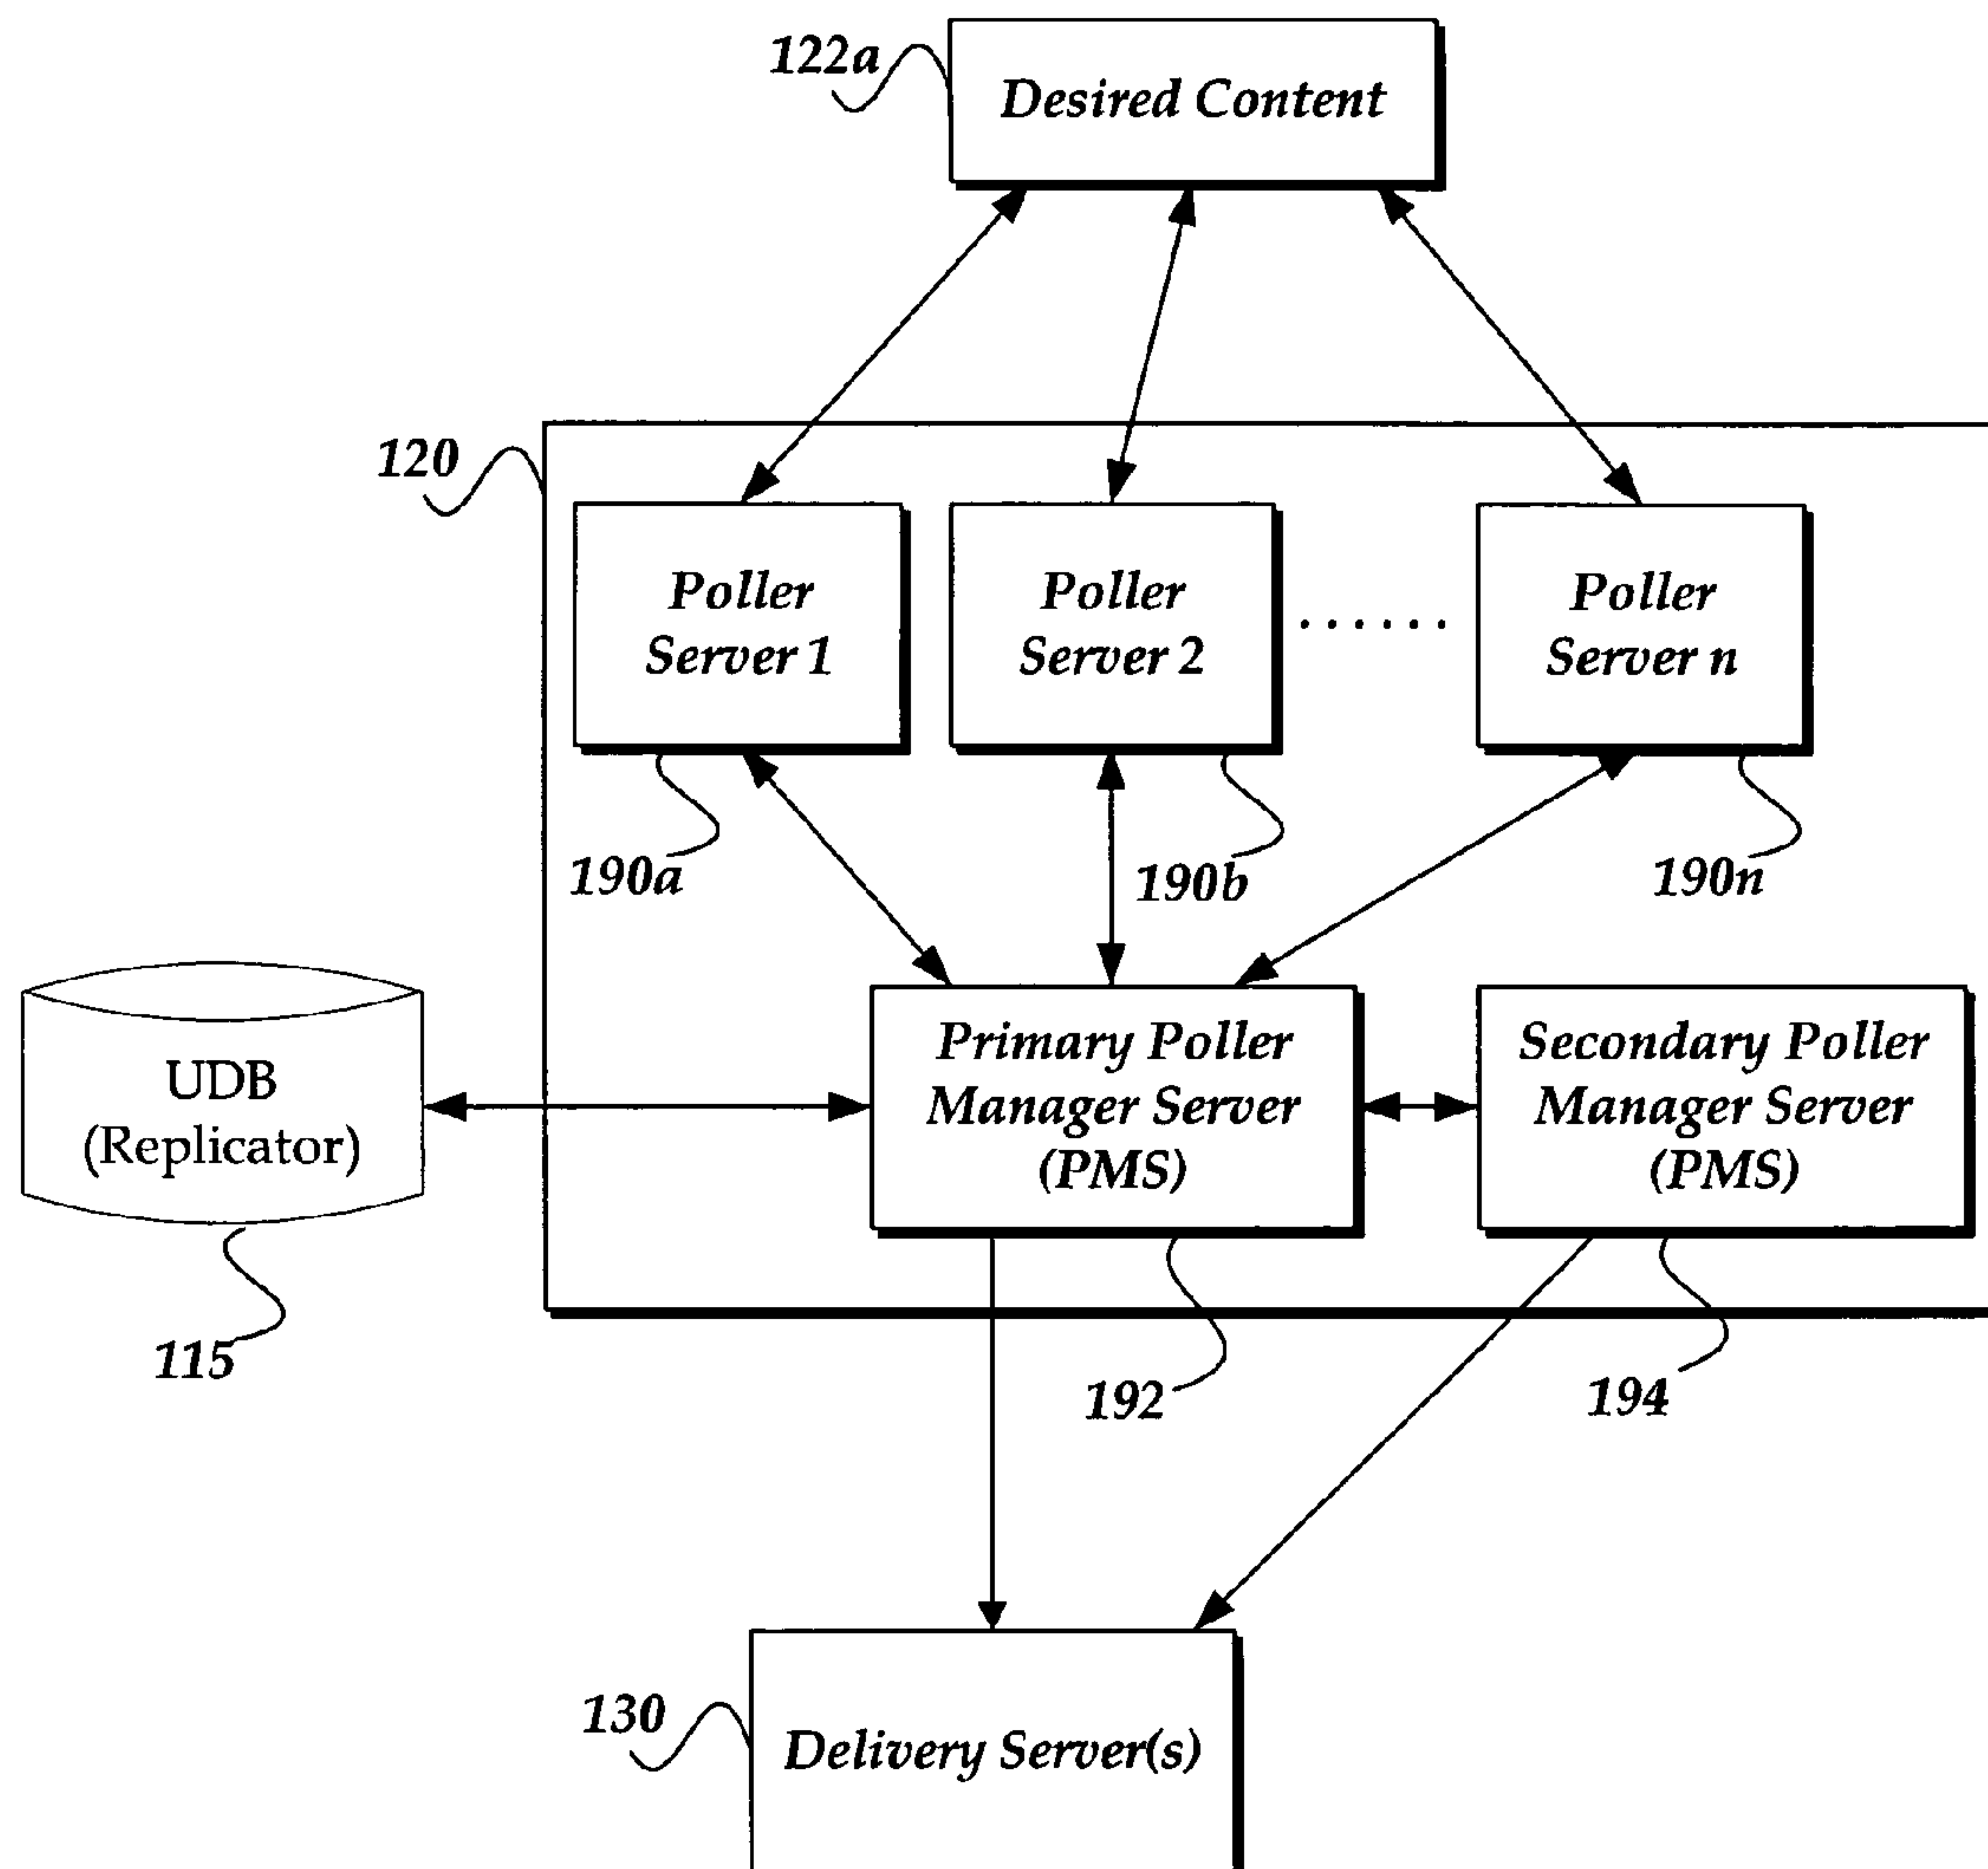 122a
Desired Content
120
Poller
Server 1
Poller
Server 2
......
Poller
Server n
190a
190b
190n
UDB
(Replicator)
Primary Poller
Manager Server
(PMS)
Secondary Poller
Manager Server
(PMS)
115
192
194
130
Delivery Server(s)